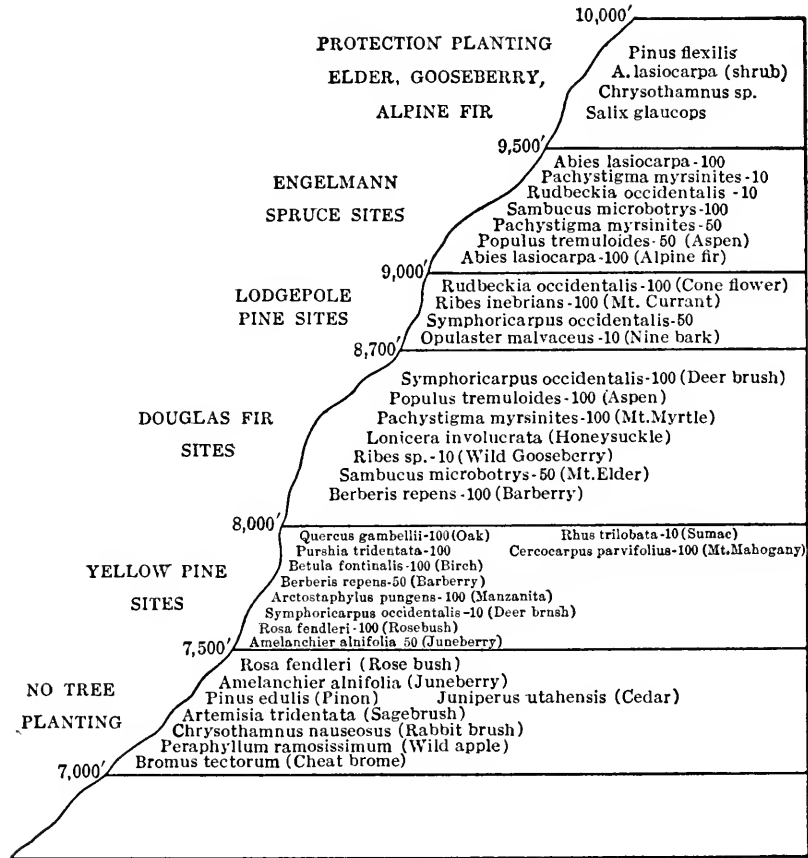 10,000′
PROTECTION PLANTING
ELDER, GOOSEBERRY,
ALPINE FIR
Pinus flexilis
A. lasiocarpa (shrub)
Chrysothamnus sp.
Salix glaucops
9,500′
ENGELMANN
SPRUCE SITES
Abies lasiocarpa-100
Pachystigma myrsinites-10
Rudbeckia occidentalis -10
Sambucus microbotrys-100
Pachystigma myrsinites-50
Populus tremuloides-50 (Aspen)
Abies lasiocarpa-100 (Alpine fir)
9,000′
LODGEPOLE
PINE SITES
Rudbeckia occidentalis-100 (Cone flower)
Ribes inebrians-100 (Mt. Currant)
Symphoricarpus occidentalis-50
Opulaster malvaceus-10 (Nine bark)
8,700′
DOUGLAS FIR
SITES
Symphoricarpus occidentalis-100 (Deer brush)
Populus tremuloides-100 (Aspen)
Pachystigma myrsinites-100 (Mt.Myrtle)
Lonicera involucrata (Honeysuckle)
Ribes sp.-10 (Wild Gooseberry)
Sambucus microbotrys-50 (Mt.Elder)
Berberis repens-100 (Barberry)
8,000′
YELLOW PINE
SITES
Quercus gambellii-100 (Oak)
Purshia tridentata-100
Betula fontinalis-100 (Birch)
Berberis repens-50 (Barberry)
Arctostaphylus pungens-100 (Manzanita)
Symphoricarpus occidentalis-10 (Deer brnsh)
Rosa fendleri-100 (Rosebush)
Amelanchier alnifolia 50 (Juneberry)
Rhus trilobata-10 (Sumac)
Cercocarpus parvifolius-100 (Mt.Mahogany)
7,500′
NO TREE
PLANTING
Rosa fendleri (Rose bush)
Amelanchier alnifolia (Juneberry)
Pinus edulis (Pinon) Juniperus utahensis (Cedar)
Artemisia tridentata (Sagebrush)
Chrysothamnus nauseosus (Rabbit brush)
Peraphyllum ramosissimum (Wild apple)
Bromus tectorum (Cheat brome)
7,000′